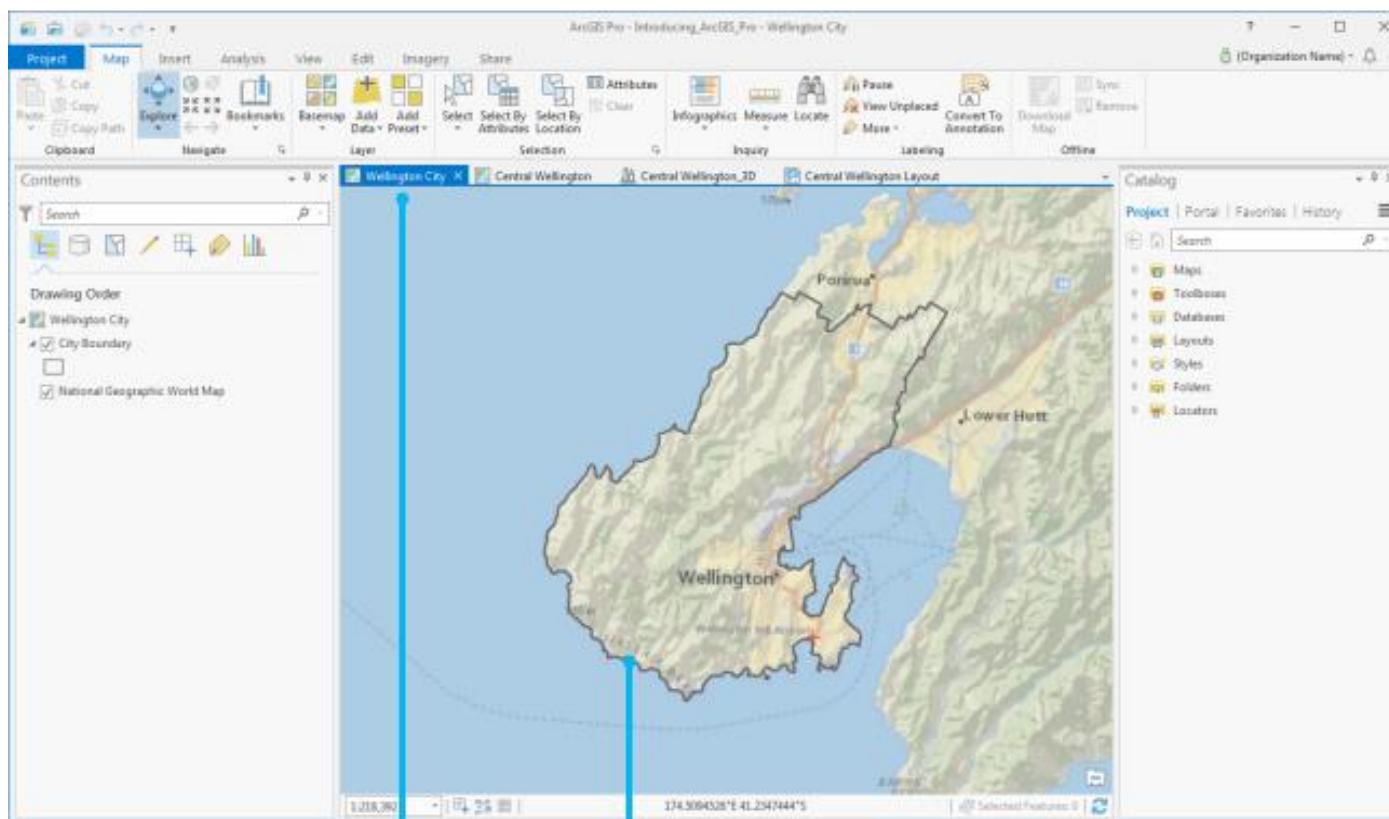 ArcGIS Pro - Introducing_ArcGIS_Pro - Wellington City
Project Map Insert Analysis View Edit Imagery Share
(Organization Name)
Cut
Copy
Paste
Copy Path
Clipboard
Explore
Bookmarks
Navigate
Basemap
Add Data
Add Preset
Layer
Select
Select By Attributes
Select By Location
Attributes
Clear
Selection
Infographics
Measure
Locate
Inquiry
Pause
View Unplaced
More
Convert To Annotation
Labeling
Download Map
Sync
Remove
Offline
Contents
Search
Drawing Order
Wellington City
City Boundary
National Geographic World Map
Wellington City Central Wellington Central Wellington_3D Central Wellington Layout
Porirua
Lower Hutt
Wellington
1:218,392
174.5094526°E 41.2347444°S
Selected Features: 0
Catalog
Project | Portal | Favorites | History
Search
Maps
Toolboxes
Databases
Layouts
Styles
Folders
Locators